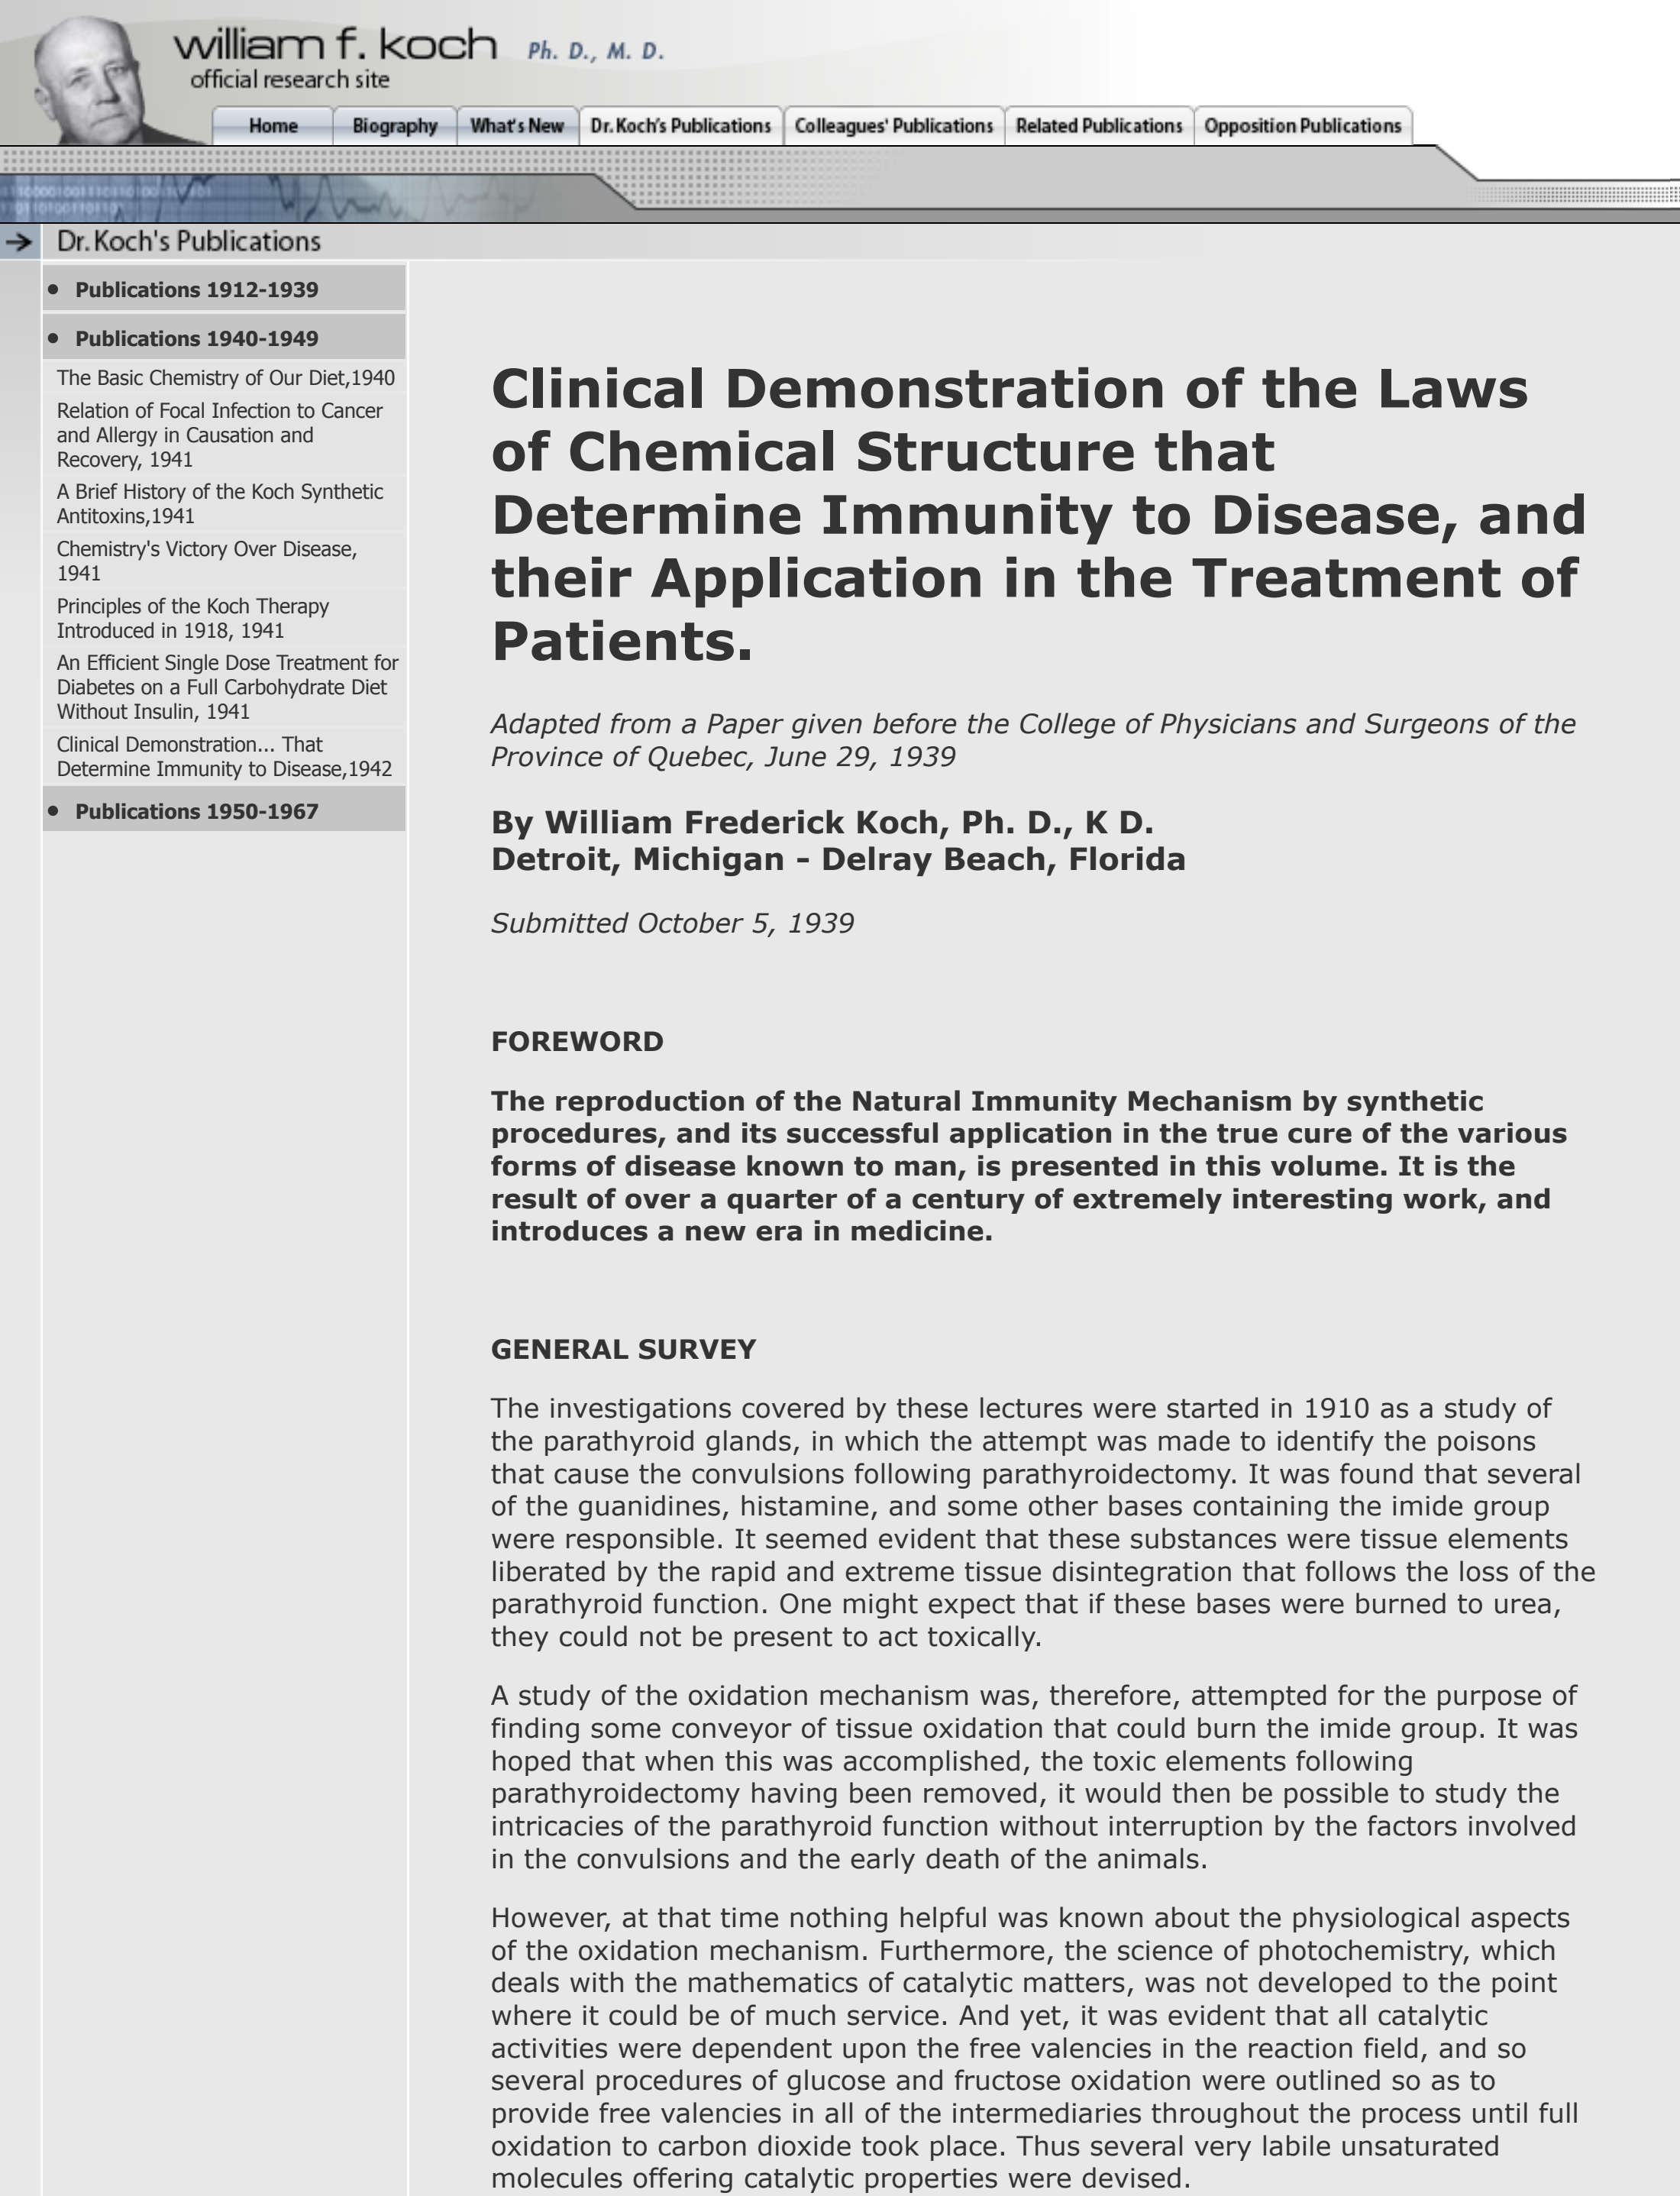 william f. koch Ph. D., M. D.
official research site
Home Biography What's New Dr. Koch's Publications Colleagues' Publications Related Publications Opposition Publications
Dr. Koch's Publications
Publications 1912-1939
Publications 1940-1949
The Basic Chemistry of Our Diet,1940
Relation of Focal Infection to Cancer
and Allergy in Causation and
Recovery, 1941
A Brief History of the Koch Synthetic
Antitoxins,1941
Chemistry's Victory Over Disease,
1941
Principles of the Koch Therapy
Introduced in 1918, 1941
An Efficient Single Dose Treatment for
Diabetes on a Full Carbohydrate Diet
Without Insulin, 1941
Clinical Demonstration... That
Determine Immunity to Disease,1942
Publications 1950-1967
Clinical Demonstration of the Laws
of Chemical Structure that
Determine Immunity to Disease, and
their Application in the Treatment of
Patients.
Adapted from a Paper given before the College of Physicians and Surgeons of the
Province of Quebec, June 29, 1939
By William Frederick Koch, Ph. D., K D.
Detroit, Michigan - Delray Beach, Florida
Submitted October 5, 1939
FOREWORD
The reproduction of the Natural Immunity Mechanism by synthetic
procedures, and its successful application in the true cure of the various
forms of disease known to man, is presented in this volume. It is the
result of over a quarter of a century of extremely interesting work, and
introduces a new era in medicine.
GENERAL SURVEY
The investigations covered by these lectures were started in 1910 as a study of
the parathyroid glands, in which the attempt was made to identify the poisons
that cause the convulsions following parathyroidectomy. It was found that several
of the guanidines, histamine, and some other bases containing the imide group
were responsible. It seemed evident that these substances were tissue elements
liberated by the rapid and extreme tissue disintegration that follows the loss of the
parathyroid function. One might expect that if these bases were burned to urea,
they could not be present to act toxically.
A study of the oxidation mechanism was, therefore, attempted for the purpose of
finding some conveyor of tissue oxidation that could burn the imide group. It was
hoped that when this was accomplished, the toxic elements following
parathyroidectomy having been removed, it would then be possible to study the
intricacies of the parathyroid function without interruption by the factors involved
in the convulsions and the early death of the animals.
However, at that time nothing helpful was known about the physiological aspects
of the oxidation mechanism. Furthermore, the science of photochemistry, which
deals with the mathematics of catalytic matters, was not developed to the point
where it could be of much service. And yet, it was evident that all catalytic
activities were dependent upon the free valencies in the reaction field, and so
several procedures of glucose and fructose oxidation were outlined so as to
provide free valencies in all of the intermediaries throughout the process until full
oxidation to carbon dioxide took place. Thus several very labile unsaturated
molecules offering catalytic properties were devised.